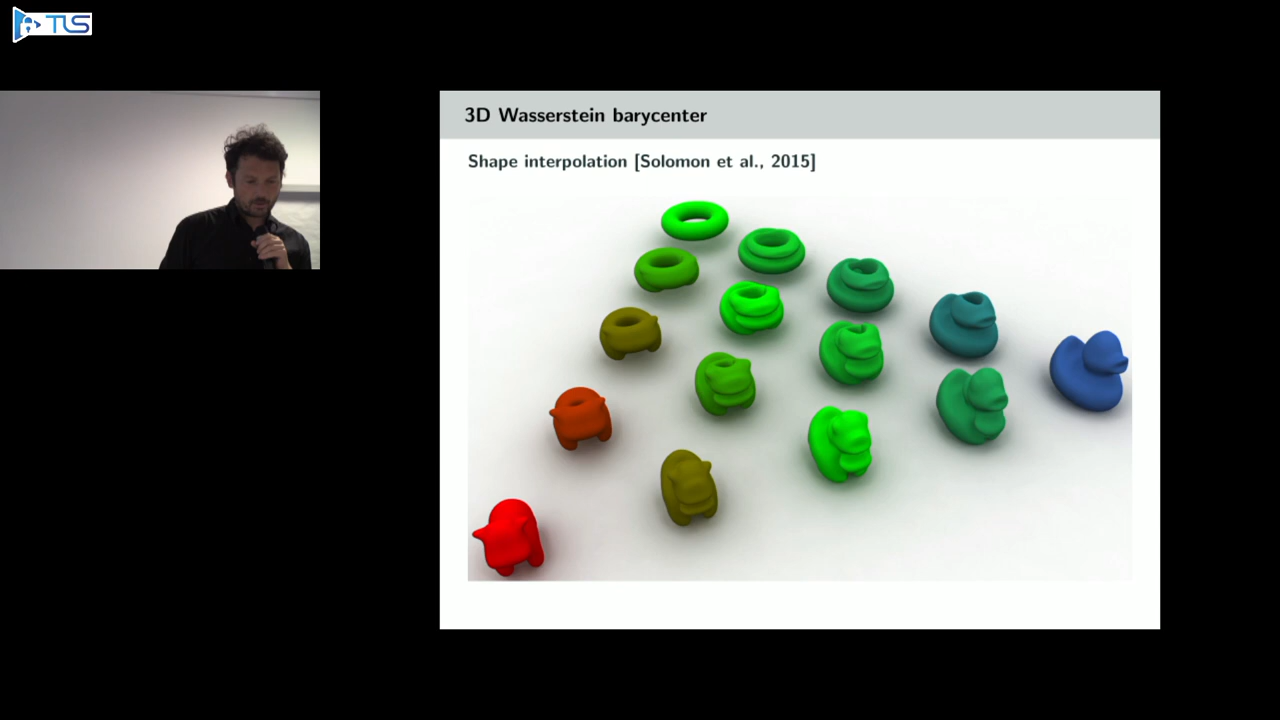 TLS
3D Wasserstein barycenter
Shape interpolation [Solomon et al., 2015]